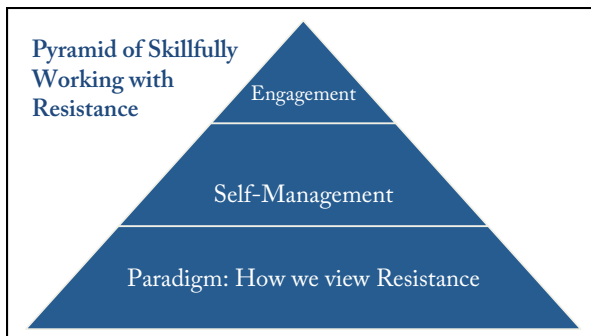 Pyramid of Skillfully
Working with
Resistance
Engagement
Self-Management
Paradigm: How we view Resistance